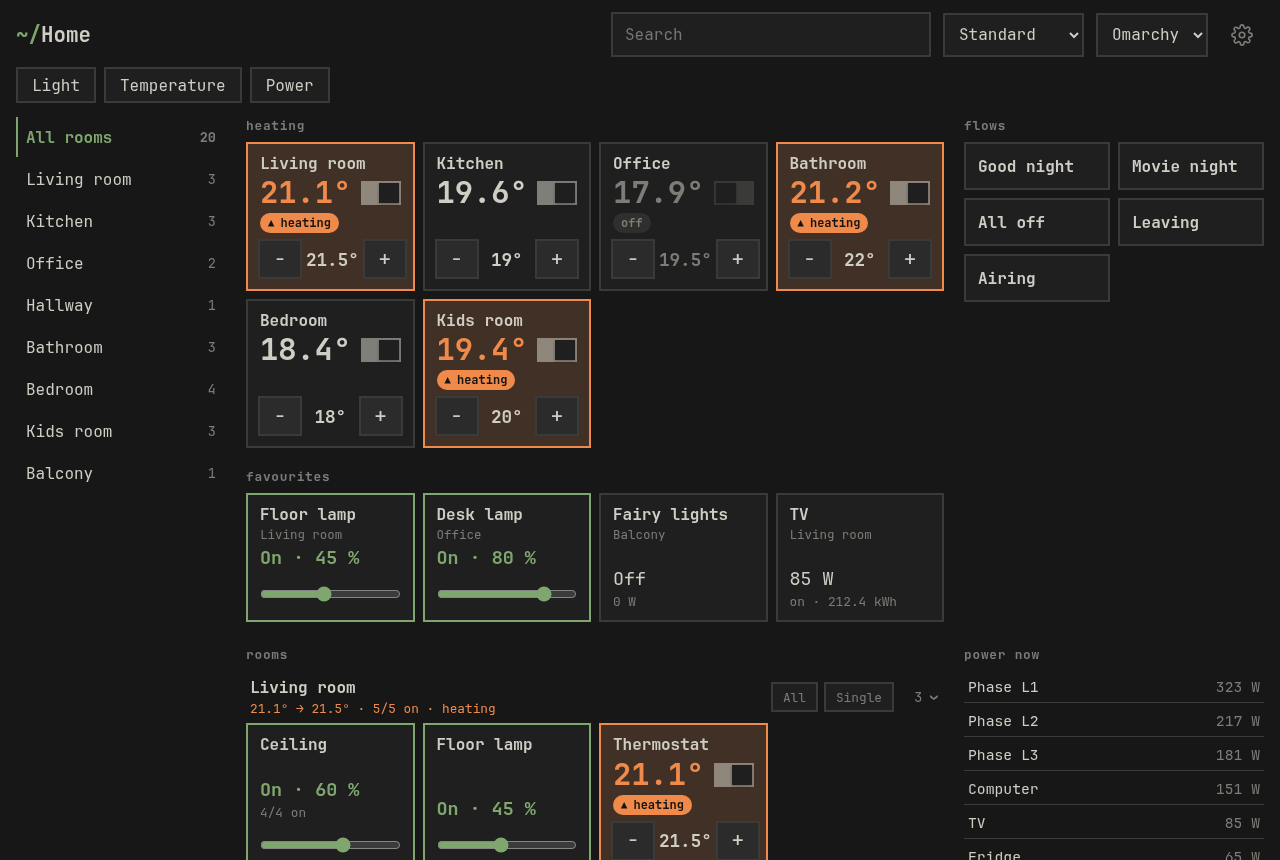 ~/Home
Search
Standard
Omarchy
Light
Temperature
Power
All rooms 20
Living room 3
Kitchen 3
Office 2
Hallway 1
Bathroom 3
Bedroom 4
Kids room 3
Balcony 1
heating
Living room
21.1°
▲ heating
- 21.5° +
Kitchen
19.6°
- 19° +
Office
17.9°
off
- 19.5° +
Bathroom
21.2°
▲ heating
- 22° +
Bedroom
18.4°
- 18° +
Kids room
19.4°
▲ heating
- 20° +
favourites
Floor lamp
Living room
On · 45 %
Desk lamp
Office
On · 80 %
Fairy lights
Balcony
Off
0 W
TV
Living room
85 W
on · 212.4 kWh
rooms
Living room
21.1° → 21.5° · 5/5 on · heating
All
Single
3
Ceiling
On · 60 %
4/4 on
Floor lamp
On · 45 %
Thermostat
21.1°
▲ heating
- 21.5° +
flows
Good night
Movie night
All off
Leaving
Airing
power now
Phase L1 323 W
Phase L2 217 W
Phase L3 181 W
Computer 151 W
TV 85 W
Fridge 65 W